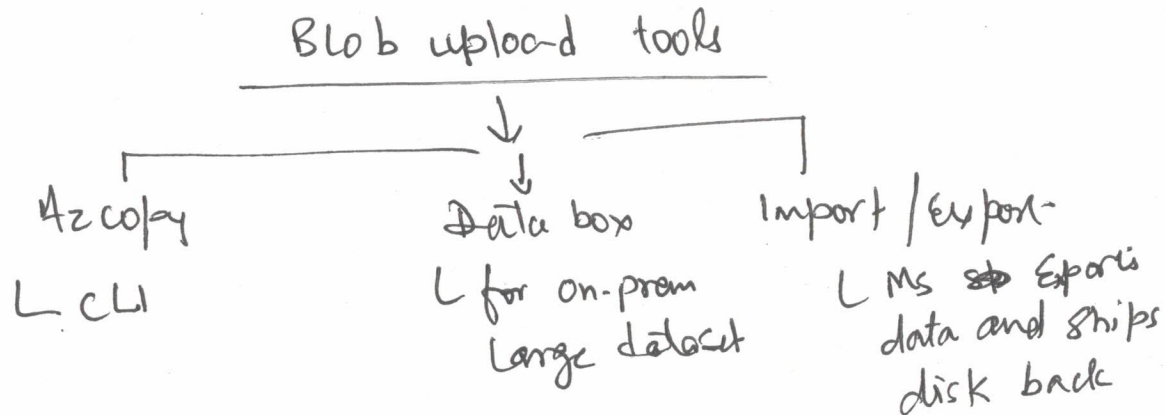 Blob upload tools
Azcopy
CLI
Data box
for on-prem
Large dataset
Import / Export
Ms Exports
data and ships
disk back